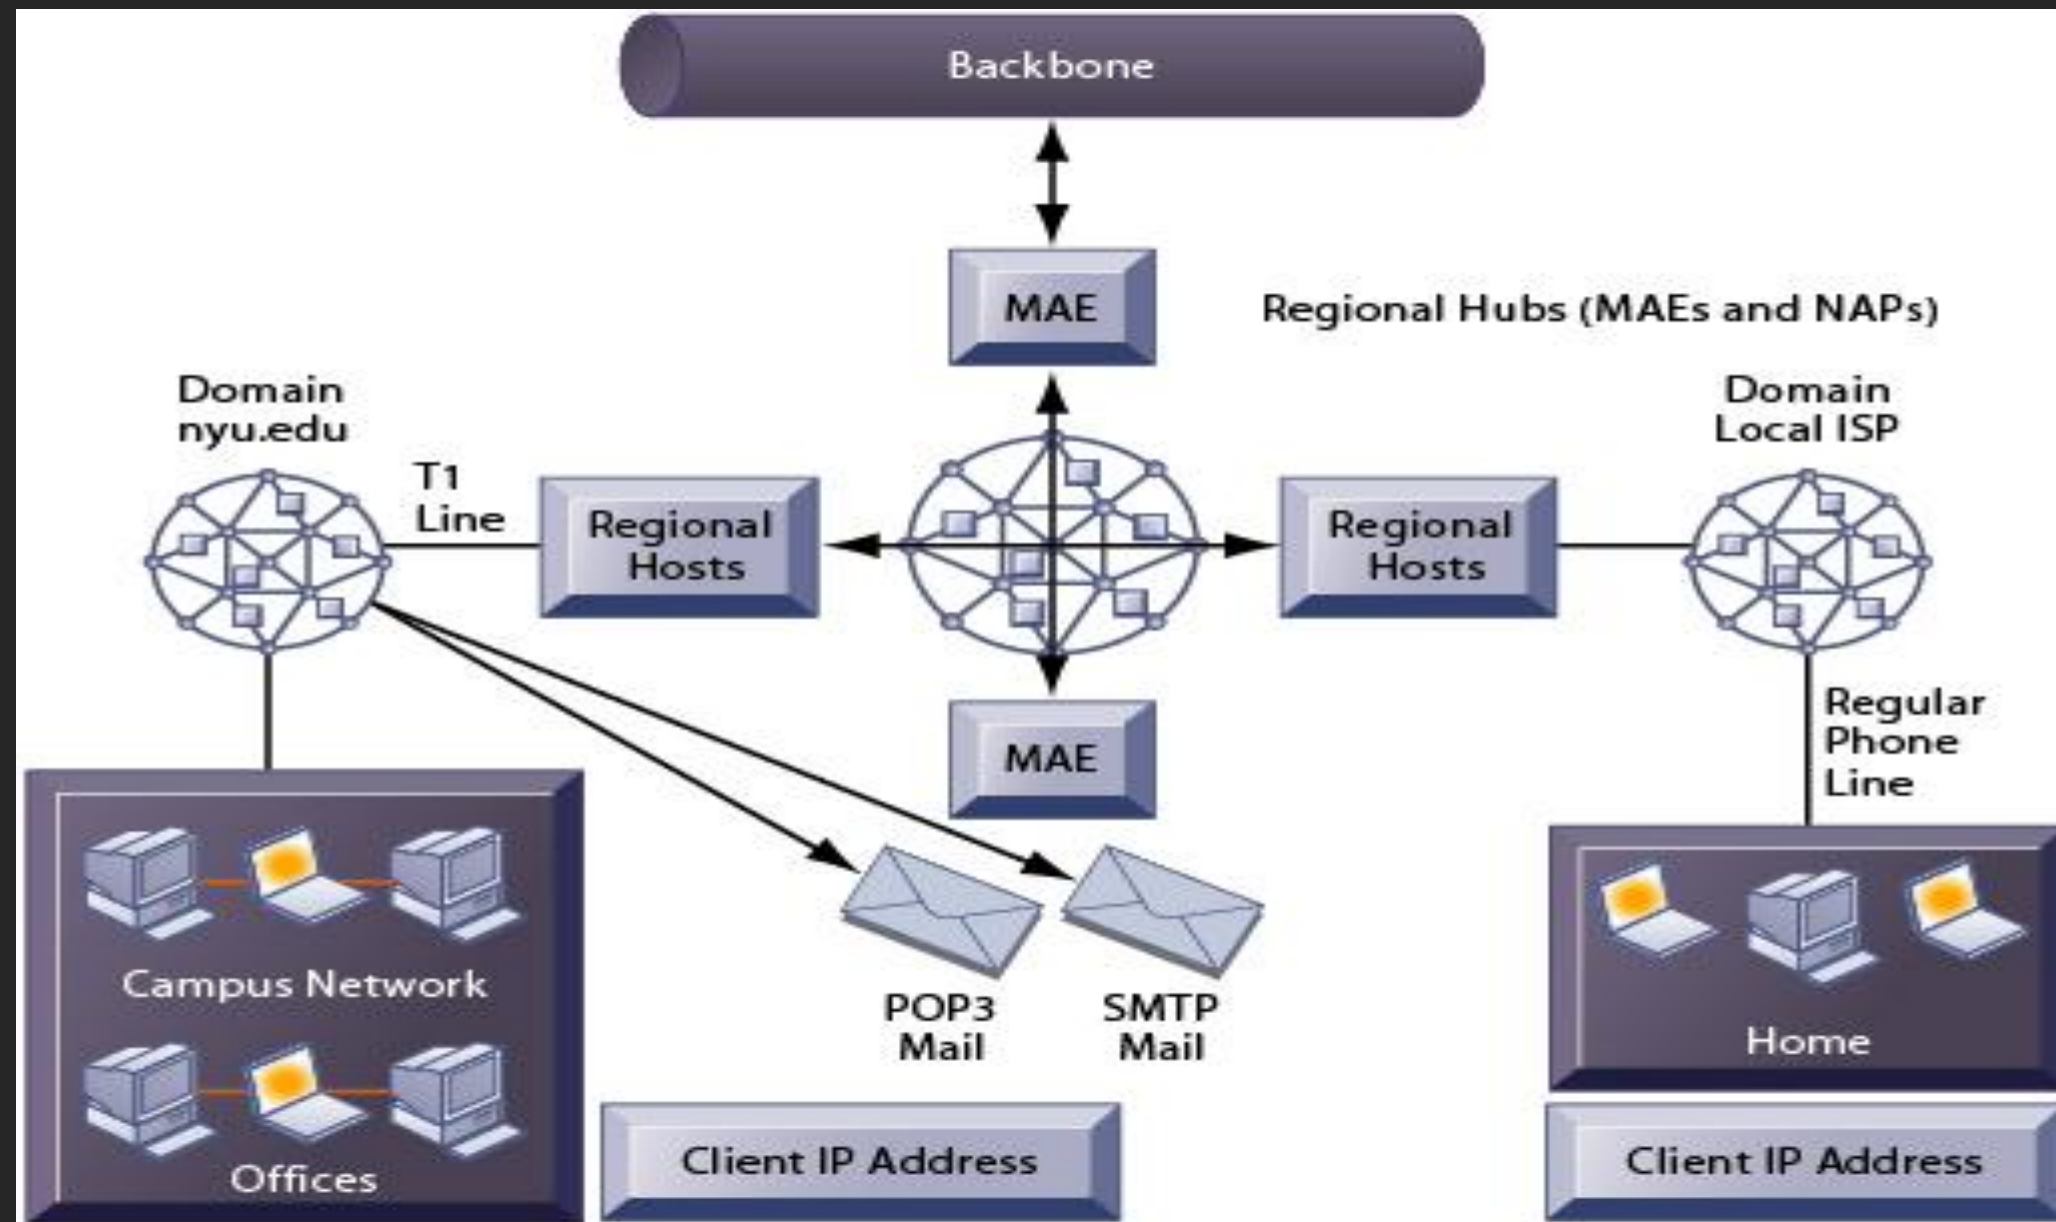 Backbone
MAE
Regional Hubs (MAEs and NAPs)
Domain
nyu.edu
Domain
Local ISP
T1
Line
Regional
Hosts
Regional
Hosts
MAE
Regular
Phone
Line
Campus Network
Offices
POP3
Mail
SMTP
Mail
Home
Client IP Address
Client IP Address